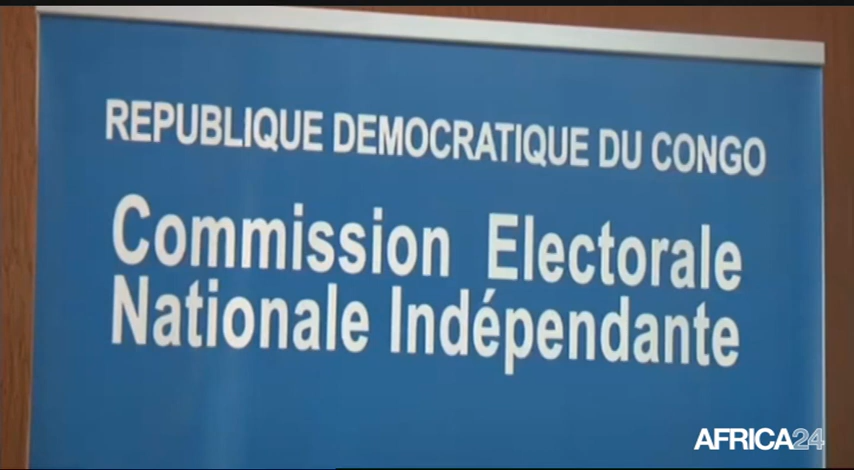 REPUBLIQUE DEMOCRATIQUE DU CONGO
Commission Electorale
Nationale Indépendante
AFRICA24